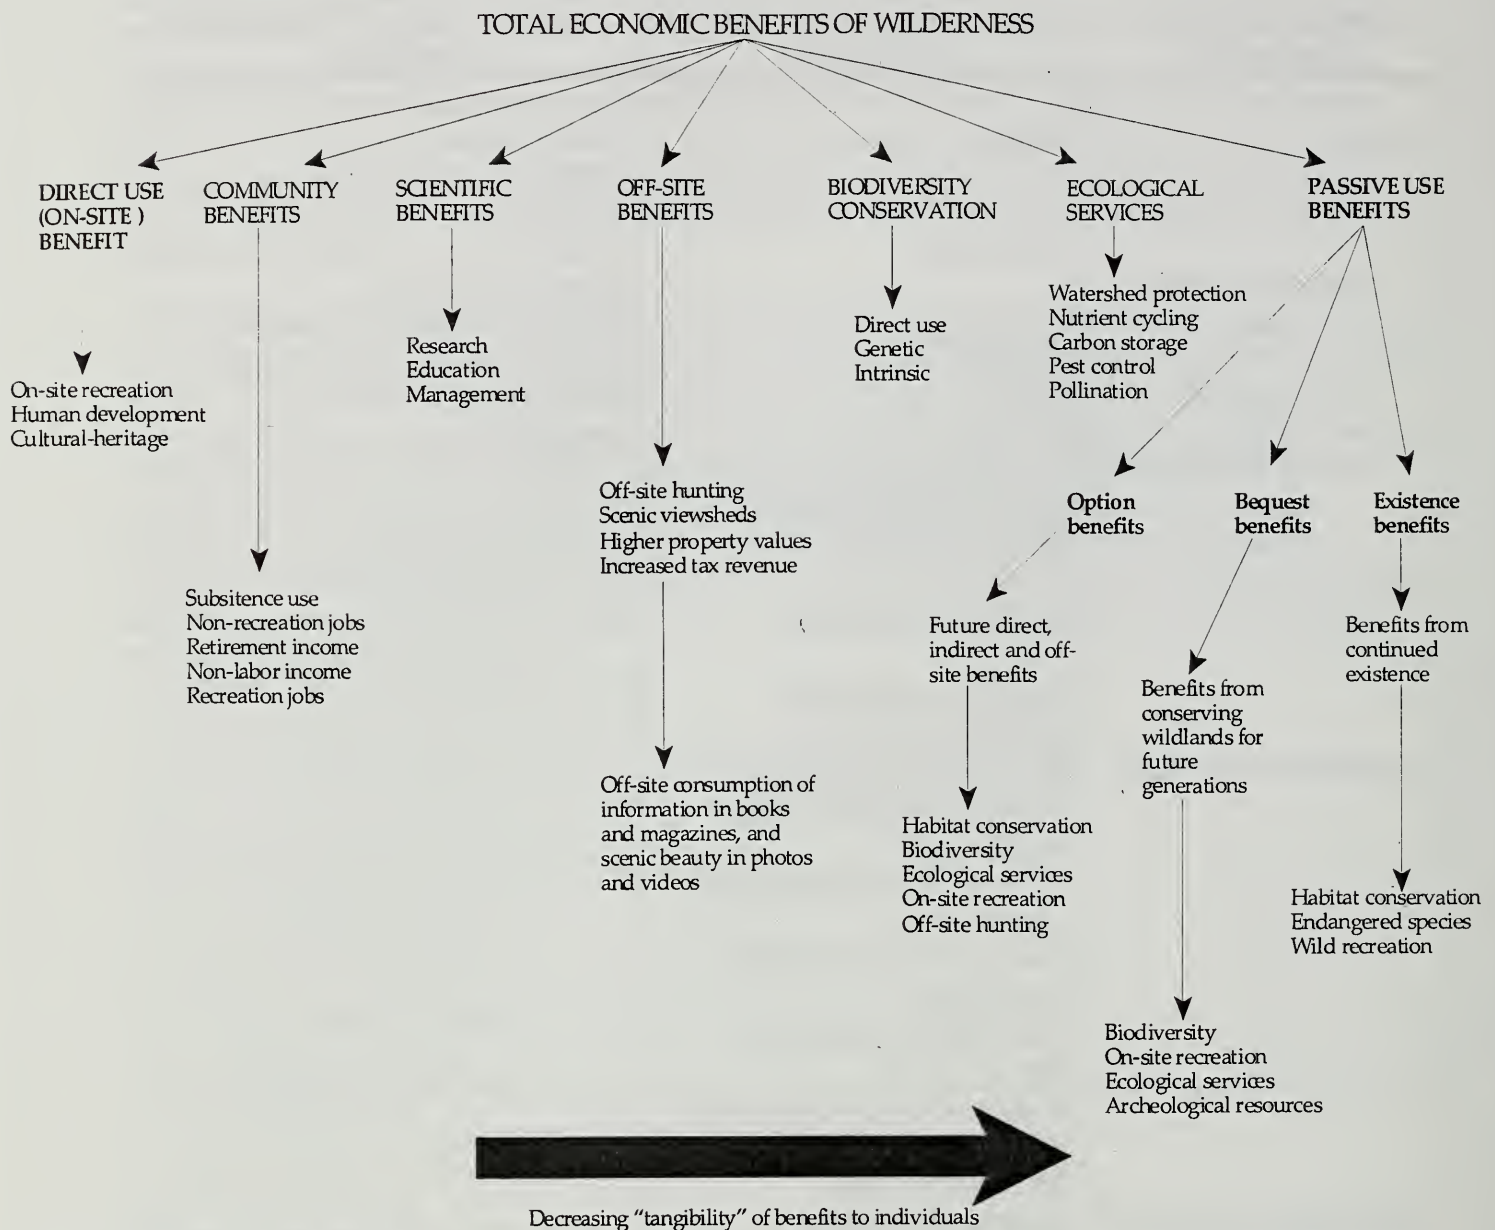 TOTAL ECONOMIC BENEFITS OF WILDERNESS
DIRECT USE
(ON-SITE )
BENEFIT
COMMUNITY
BENEFITS
SCIENTIFIC
BENEFITS
OFF-SITE
BENEFITS
BIODIVERSITY
CONSERVATION
ECOLOGICAL
SERVICES
PASSIVE USE
BENEFITS
On-site recreation
Human development
Cultural-heritage
Subsitence use
Non-recreation jobs
Retirement income
Non-labor income
Recreation jobs
Research
Education
Management
Off-site hunting
Scenic viewsheds
Higher property values
Increased tax revenue
Off-site consumption of
information in books
and magazines, and
scenic beauty in photos
and videos
Direct use
Genetic
Intrinsic
Watershed protection
Nutrient cycling
Carbon storage
Pest control
Pollination
Option
benefits
Bequest
benefits
Existence
benefits
Future direct,
indirect and off-
site benefits
Habitat conservation
Biodiversity
Ecological services
On-site recreation
Off-site hunting
Benefits from
conserving
wildlands for
future
generations
Biodiversity
On-site recreation
Ecological services
Archeological resources
Benefits from
continued
existence
Habitat conservation
Endangered species
Wild recreation
Decreasing "tangibility" of benefits to individuals